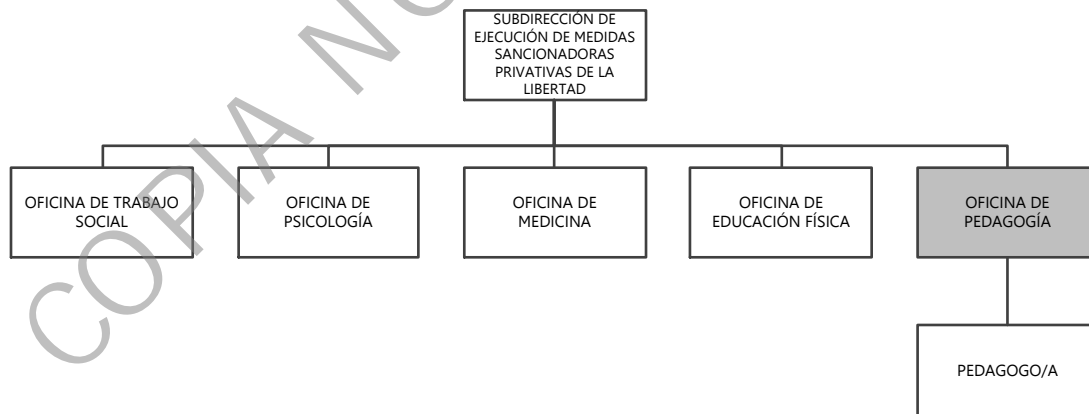 SUBDIRECCIÓN DE
EJECUCIÓN DE MEDIDAS
SANCIONADORAS
PRIVATIVAS DE LA
LIBERTAD
OFICINA DE TRABAJO
SOCIAL
OFICINA DE
PSICOLOGÍA
OFICINA DE
MEDICINA
OFICINA DE
EDUCACIÓN FÍSICA
OFICINA DE
PEDAGOGÍA
PEDAGOGO/A
COPIA